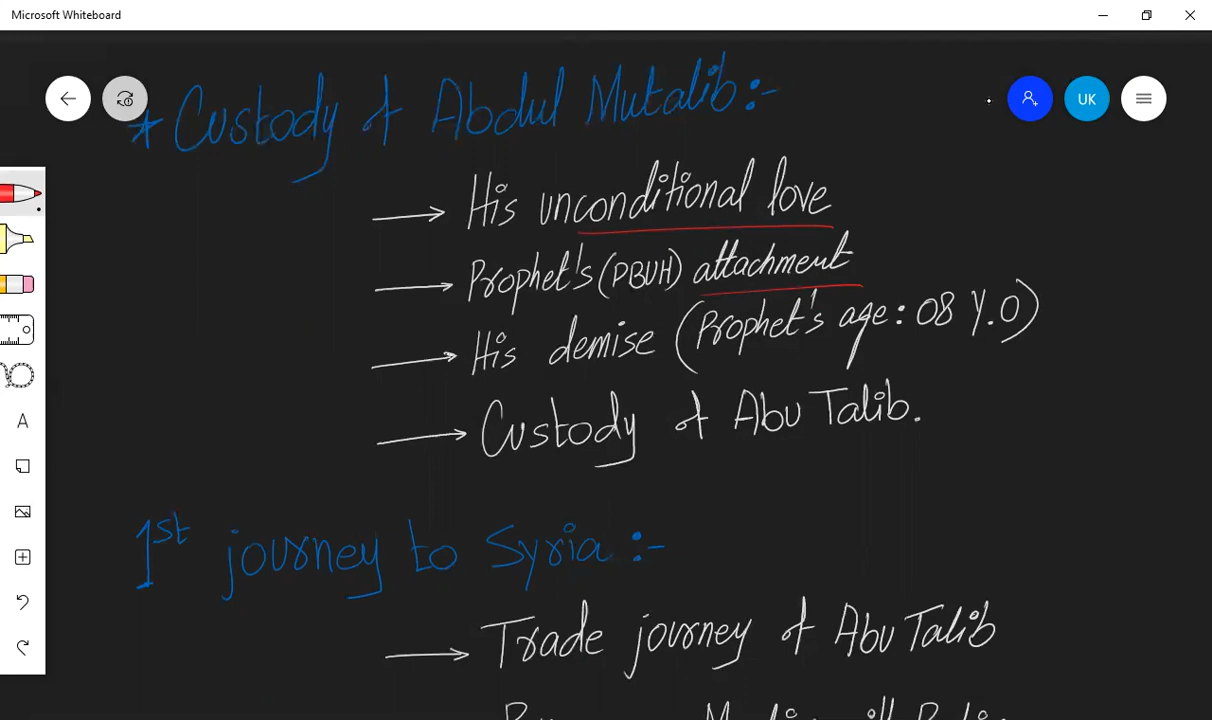 Microsoft Whiteboard
* Custody of Abdul Mutalib:-
UK
→ His unconditional love
→ Prophet's (PBUH) attachment
→ His demise (Prophet's age: 08 Y.O)
→ Custody of Abu Talib.
A
1st journey to Syria :-
→ Trade journey of Abu Talib